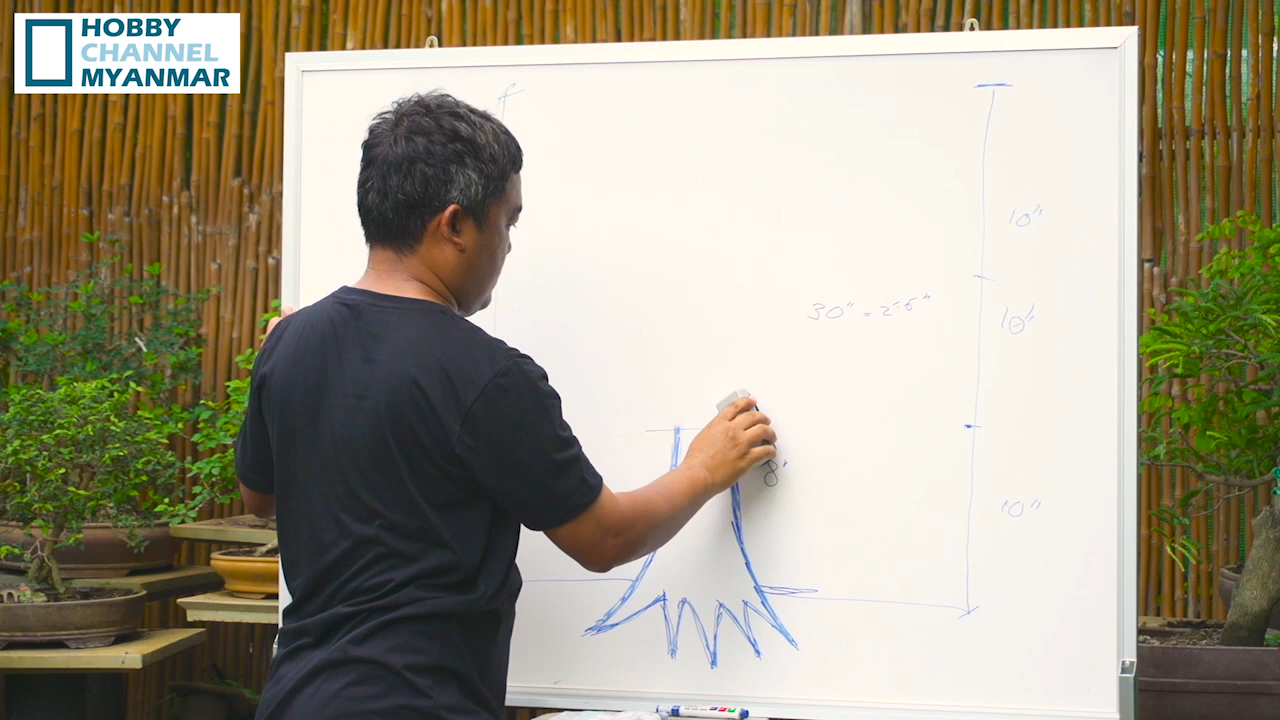 HOBBY
CHANNEL
MYANMAR
10"
30" = 2'-6"
10"
8"
10"